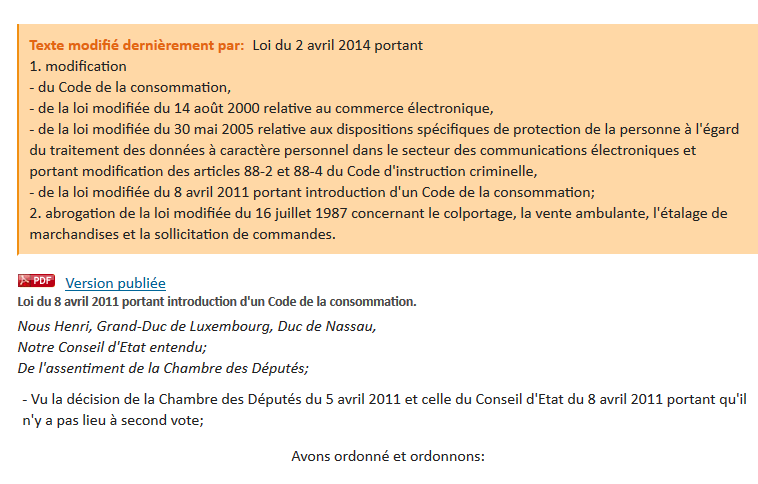 Texte modifié dernièrement par: Loi du 2 avril 2014 portant
1. modification
- du Code de la consommation,
- de la loi modifiée du 14 août 2000 relative au commerce électronique,
- de la loi modifiée du 30 mai 2005 relative aux dispositions spécifiques de protection de la personne à l'égard
du traitement des données à caractère personnel dans le secteur des communications électroniques et
portant modification des articles 88-2 et 88-4 du Code d'instruction criminelle,
- de la loi modifiée du 8 avril 2011 portant introduction d'un Code de la consommation;
2. abrogation de la loi modifiée du 16 juillet 1987 concernant le colportage, la vente ambulante, l'étalage de
marchandises et la sollicitation de commandes.
PDF Version publiée
Loi du 8 avril 2011 portant introduction d'un Code de la consommation.
Nous Henri, Grand-Duc de Luxembourg, Duc de Nassau,
Notre Conseil d'Etat entendu;
De l'assentiment de la Chambre des Députés;
- Vu la décision de la Chambre des Députés du 5 avril 2011 et celle du Conseil d'Etat du 8 avril 2011 portant qu'il
n'y a pas lieu à second vote;
Avons ordonné et ordonnons: